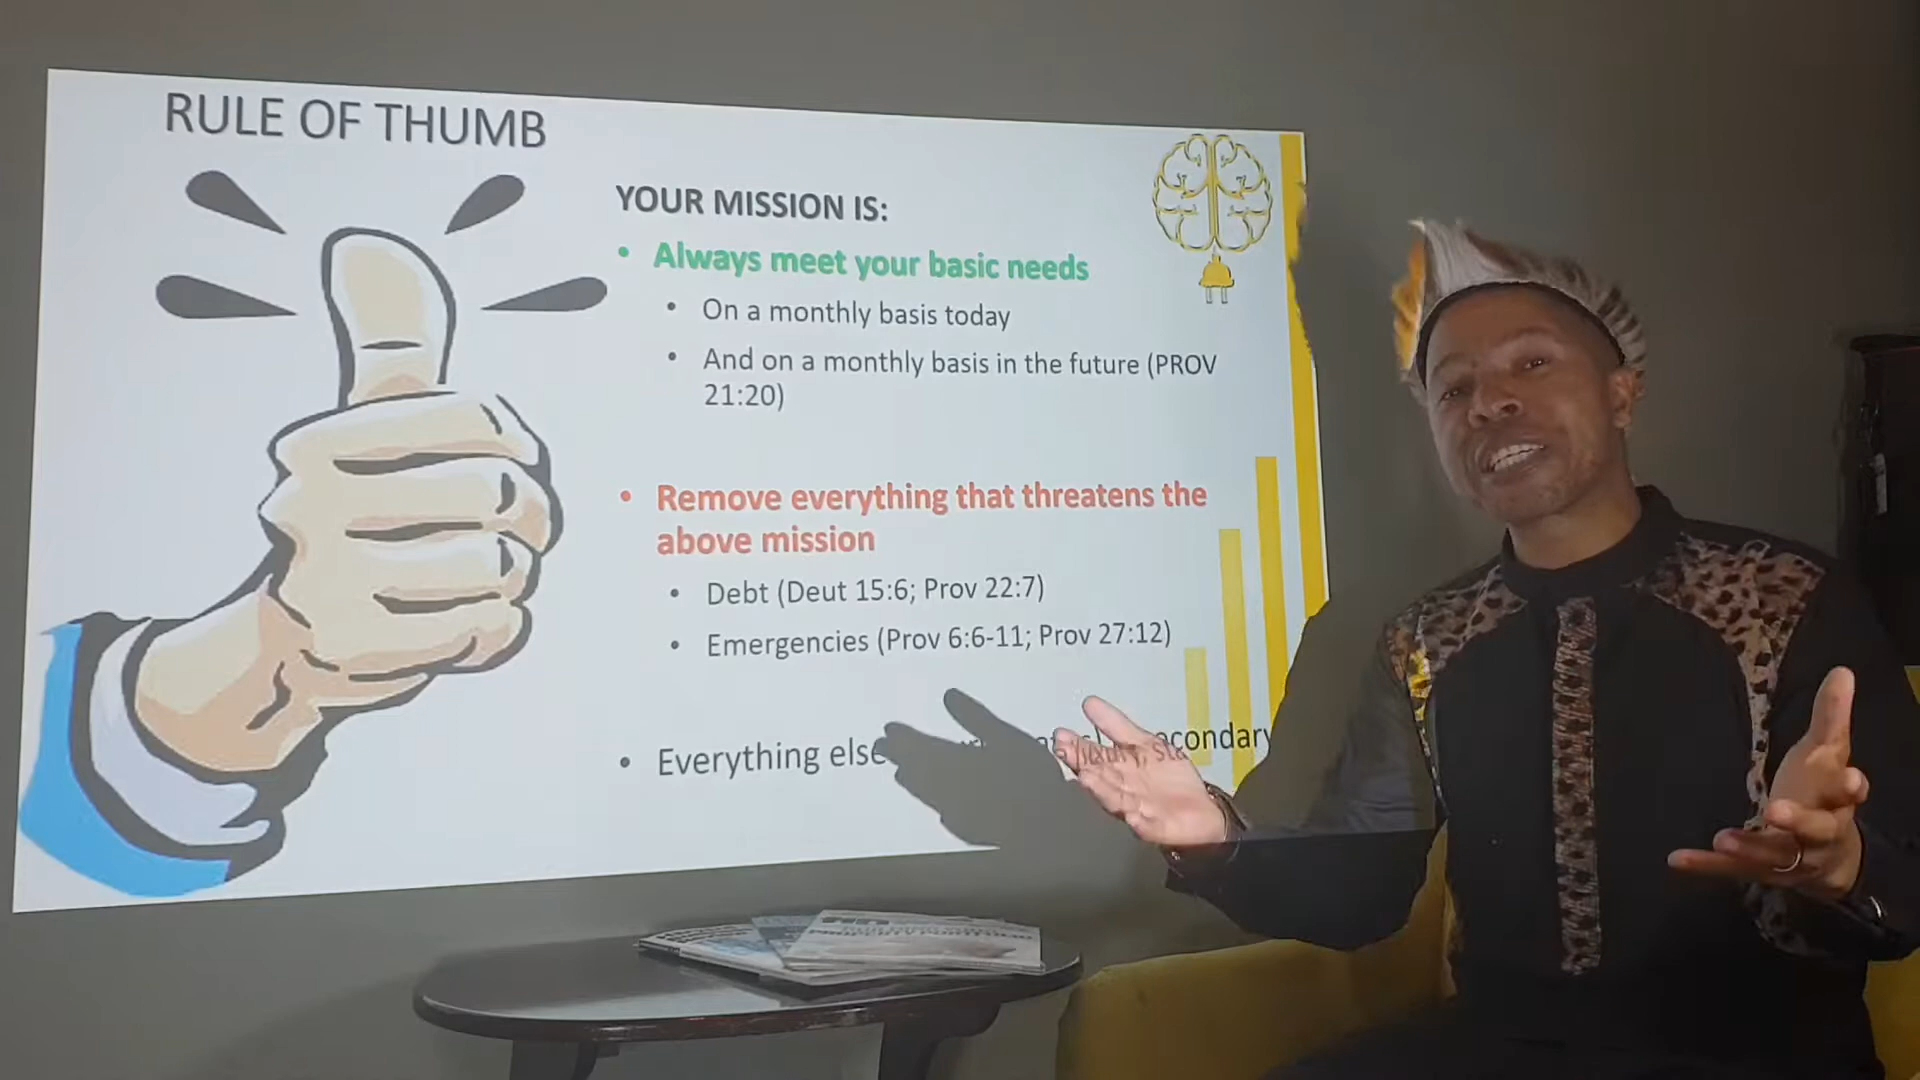 RULE OF THUMB
YOUR MISSION IS:
• Always meet your basic needs
• On a monthly basis today
• And on a monthly basis in the future (PROV
21:20)
• Remove everything that threatens the
above mission
• Debt (Deut 15:6; Prov 22:7)
• Emergencies (Prov 6:6-11; Prov 27:12)
• Everything else